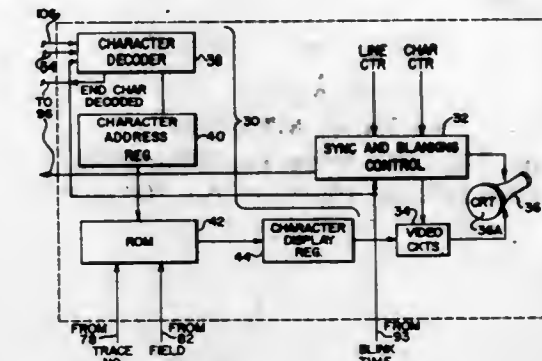 106
CHARACTER
DECODER
38
END CHAR
DECODED
TO
96
CHARACTER
ADDRESS
REG.
40
30
LINE
CTR
CHAR
CTR
32
SYNC AND BLANKING
CONTROL
CRT
36
36A
34
VIDEO
CKTS
ROM
42
CHARACTER
DISPLAY
REG.
44
FROM
78
TRACE
NO.
FROM
82
FIELD
FROM
93
BLINK
TIME